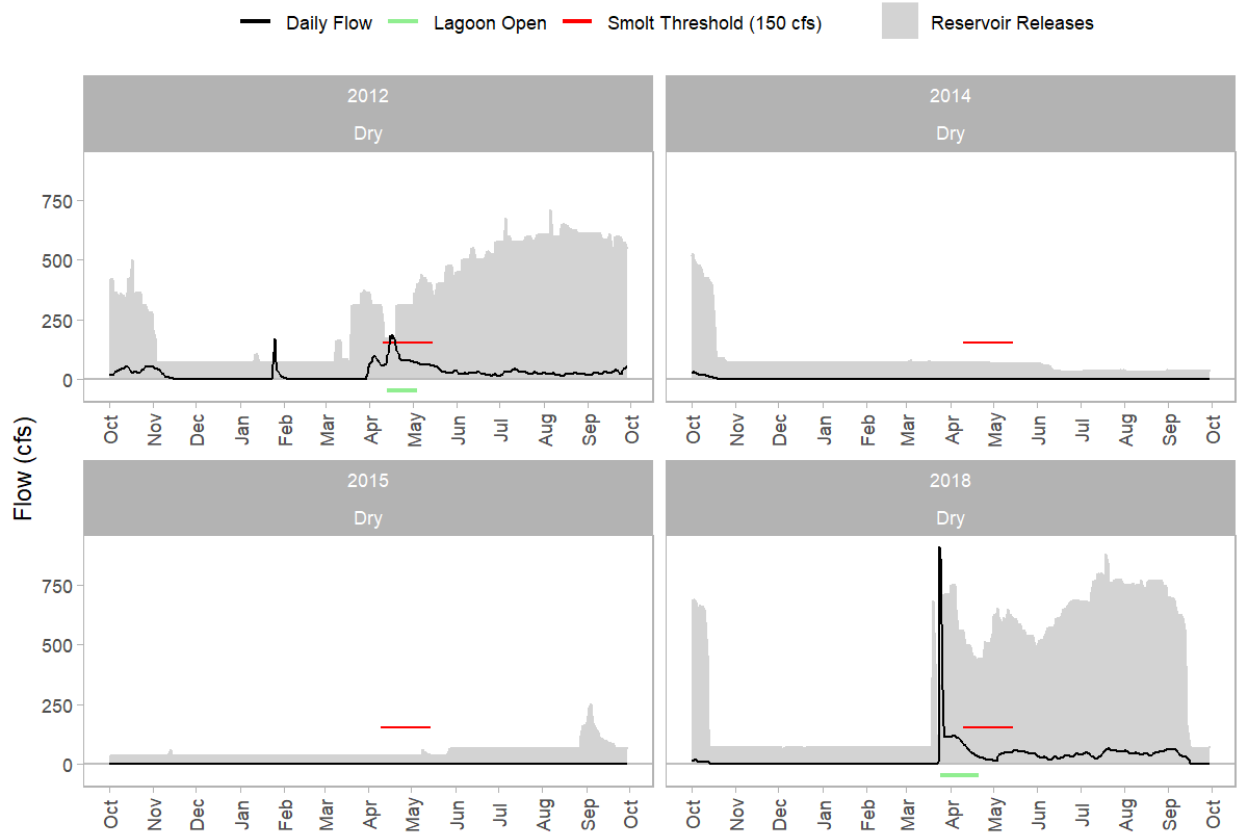 Daily Flow Lagoon Open Smolt Threshold (150 cfs) Reservoir Releases
2012
Dry
2014
Dry
750
500
250
0
Oct Nov Dec Jan Feb Mar Apr May Jun Jul Aug Sep Oct
Oct Nov Dec Jan Feb Mar Apr May Jun Jul Aug Sep Oct
Flow (cfs)
2015
Dry
2018
Dry
750
500
250
0
Oct Nov Dec Jan Feb Mar Apr May Jun Jul Aug Sep Oct
Oct Nov Dec Jan Feb Mar Apr May Jun Jul Aug Sep Oct